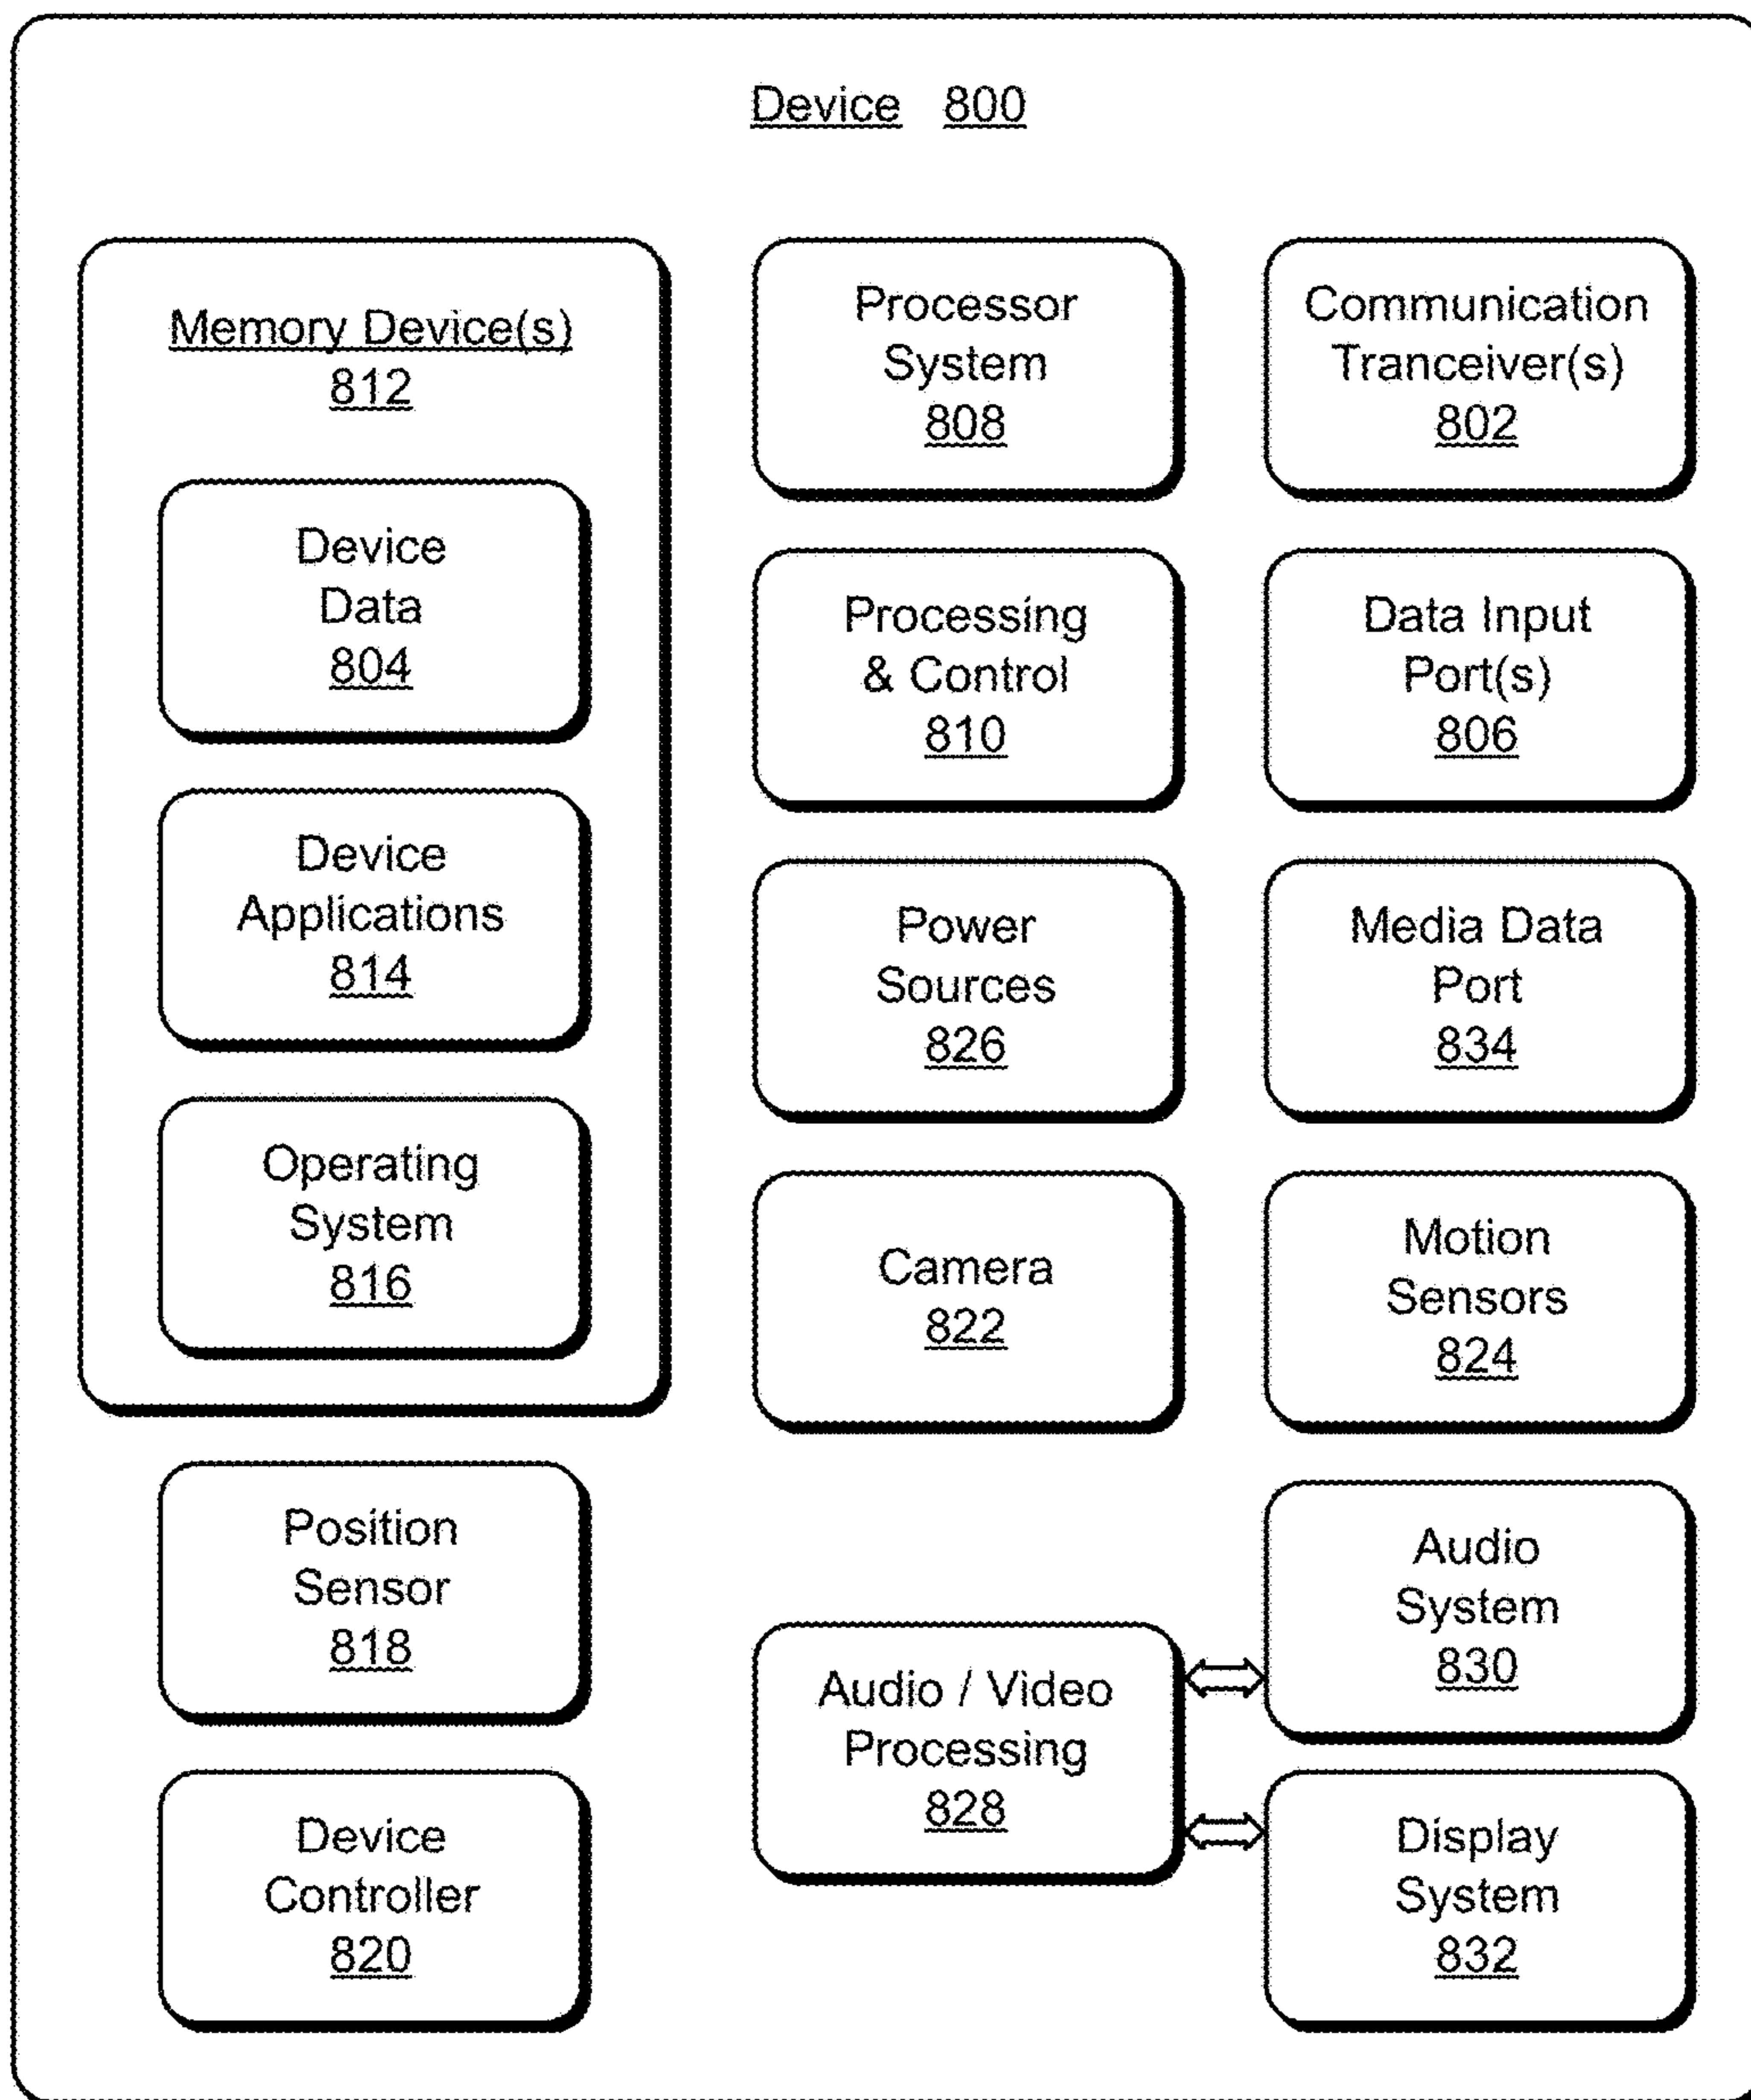 Device 800
Memory Device(s)
812
Device
Data
804
Device
Applications
814
Operating
System
816
Position
Sensor
818
Device
Controller
820
Processor
System
808
Processing
& Control
810
Power
Sources
826
Camera
822
Audio / Video
Processing
828
Communication
Tranceiver(s)
802
Data Input
Port(s)
806
Media Data
Port
834
Motion
Sensors
824
Audio
System
830
Display
System
832